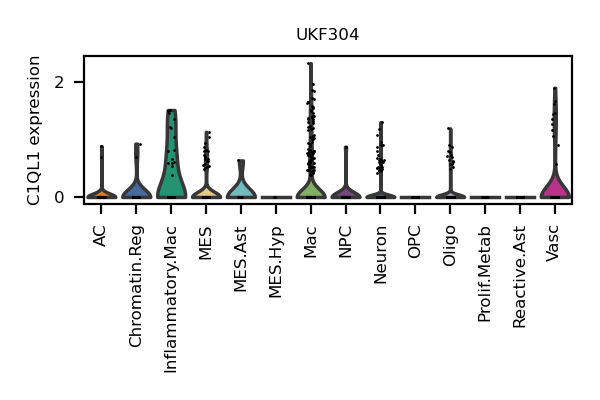 UKF304
C1QL1 expression
2
0
AC
Chromatin.Reg
Inflammatory.Mac
MES
MES.Ast
MES.Hyp
Mac
NPC
Neuron
OPC
Oligo
Prolif.Metab
Reactive.Ast
Vasc